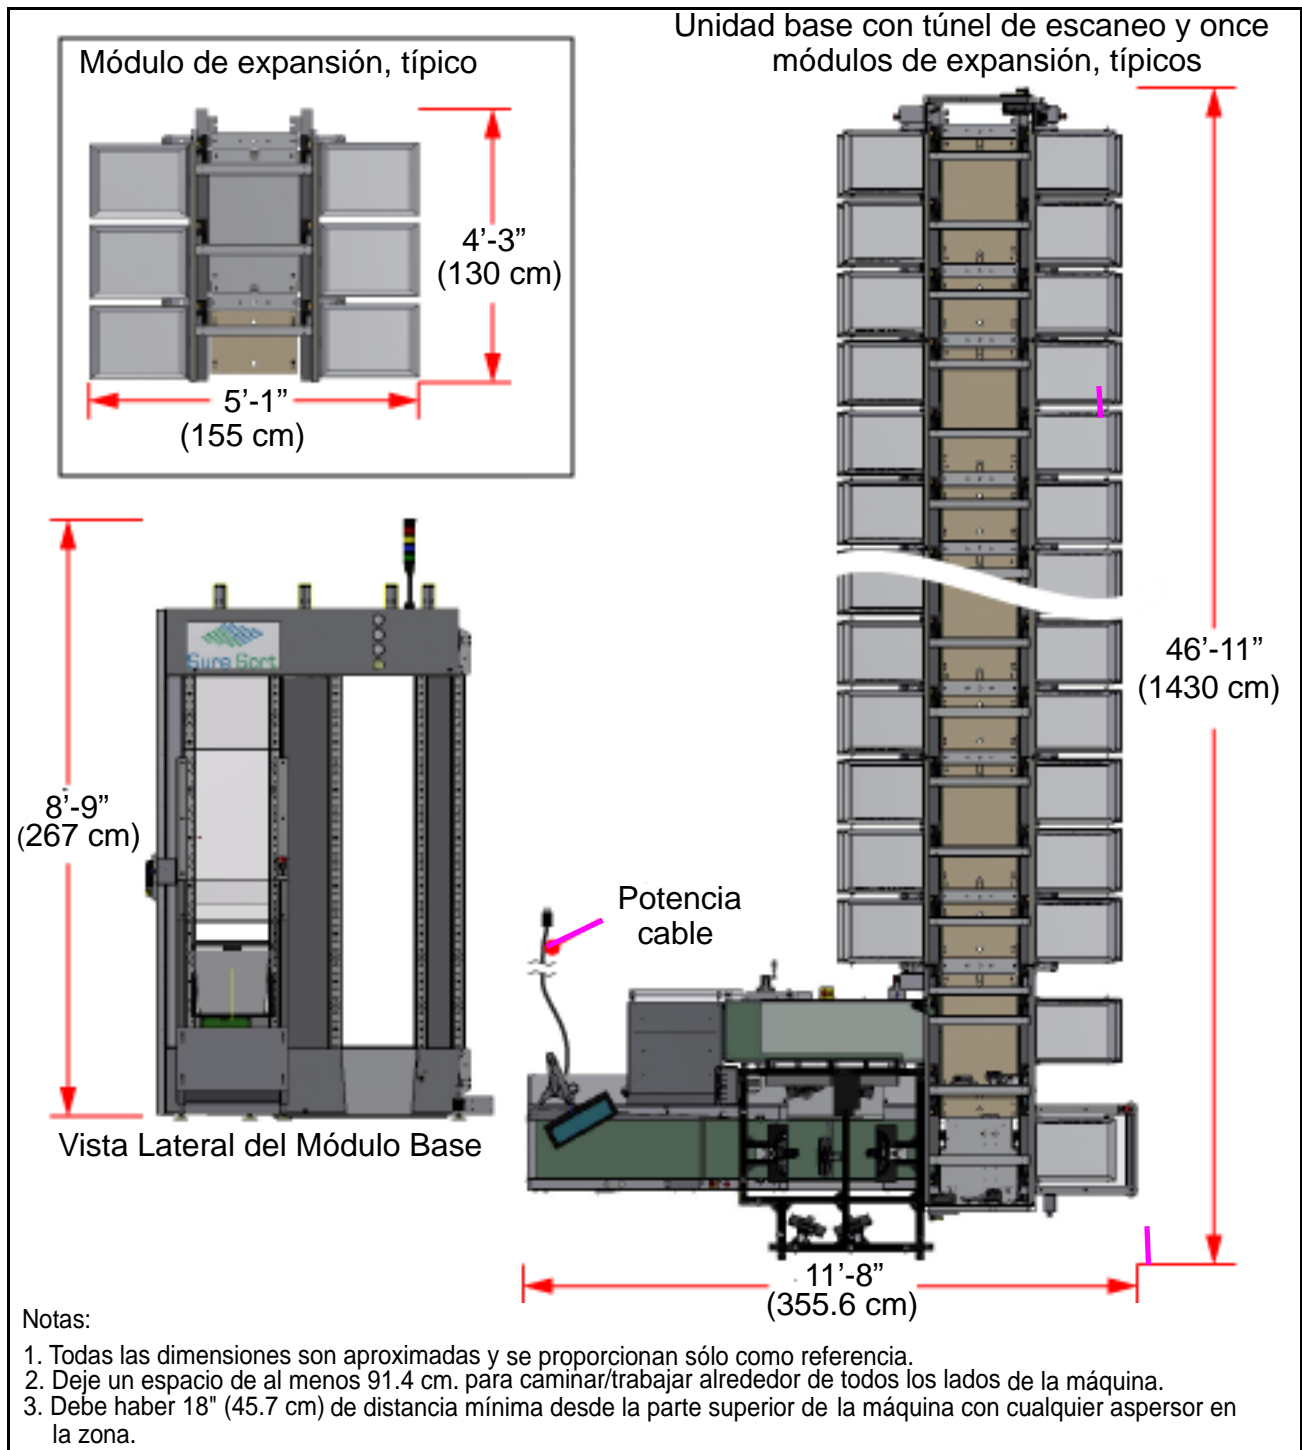 Unidad base con túnel de escaneo y once
módulos de expansión, típicos
Módulo de expansión, típico
4’-3”
(130 cm)
5’-1”
(155 cm)
46’-11”
(1430 cm)
Sure Sort
8’-9”
(267 cm)
Potencia
cable
Vista Lateral del Módulo Base
11’-8”
(355.6 cm)
Notas:
1. Todas las dimensiones son aproximadas y se proporcionan sólo como referencia.
2. Deje un espacio de al menos 91.4 cm. para caminar/trabajar alrededor de todos los lados de la máquina.
3. Debe haber 18" (45.7 cm) de distancia mínima desde la parte superior de la máquina con cualquier aspersor en
la zona.